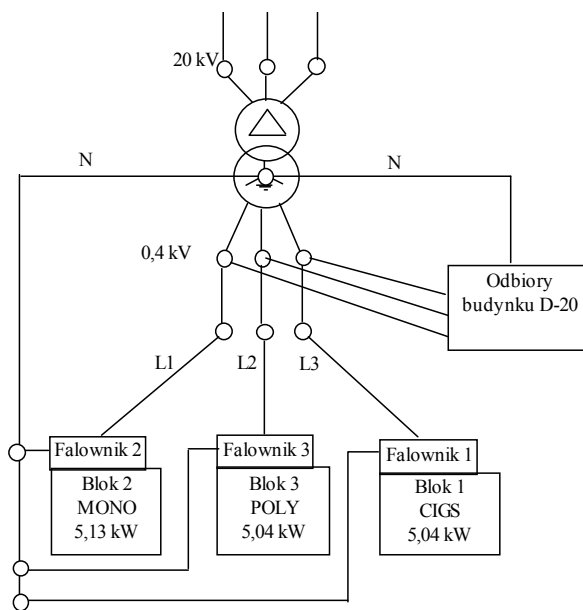 20 kV
N
N
0,4 kV
Odbiory
budynku D-20
L1
L2
L3
Falownik 2
Falownik 3
Falownik 1
Blok 2
MONO
5,13 kW
Blok 3
POLY
5,04 kW
Blok 1
CIGS
5,04 kW